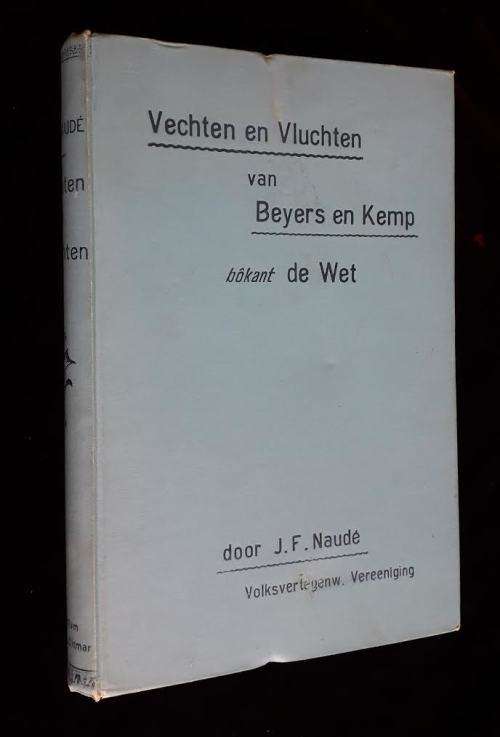 Vechten en Vluchten
van
Beyers en Kemp
bôkant de Wet
door J.F. Naudé
Volksvertegenw. Vereeniging